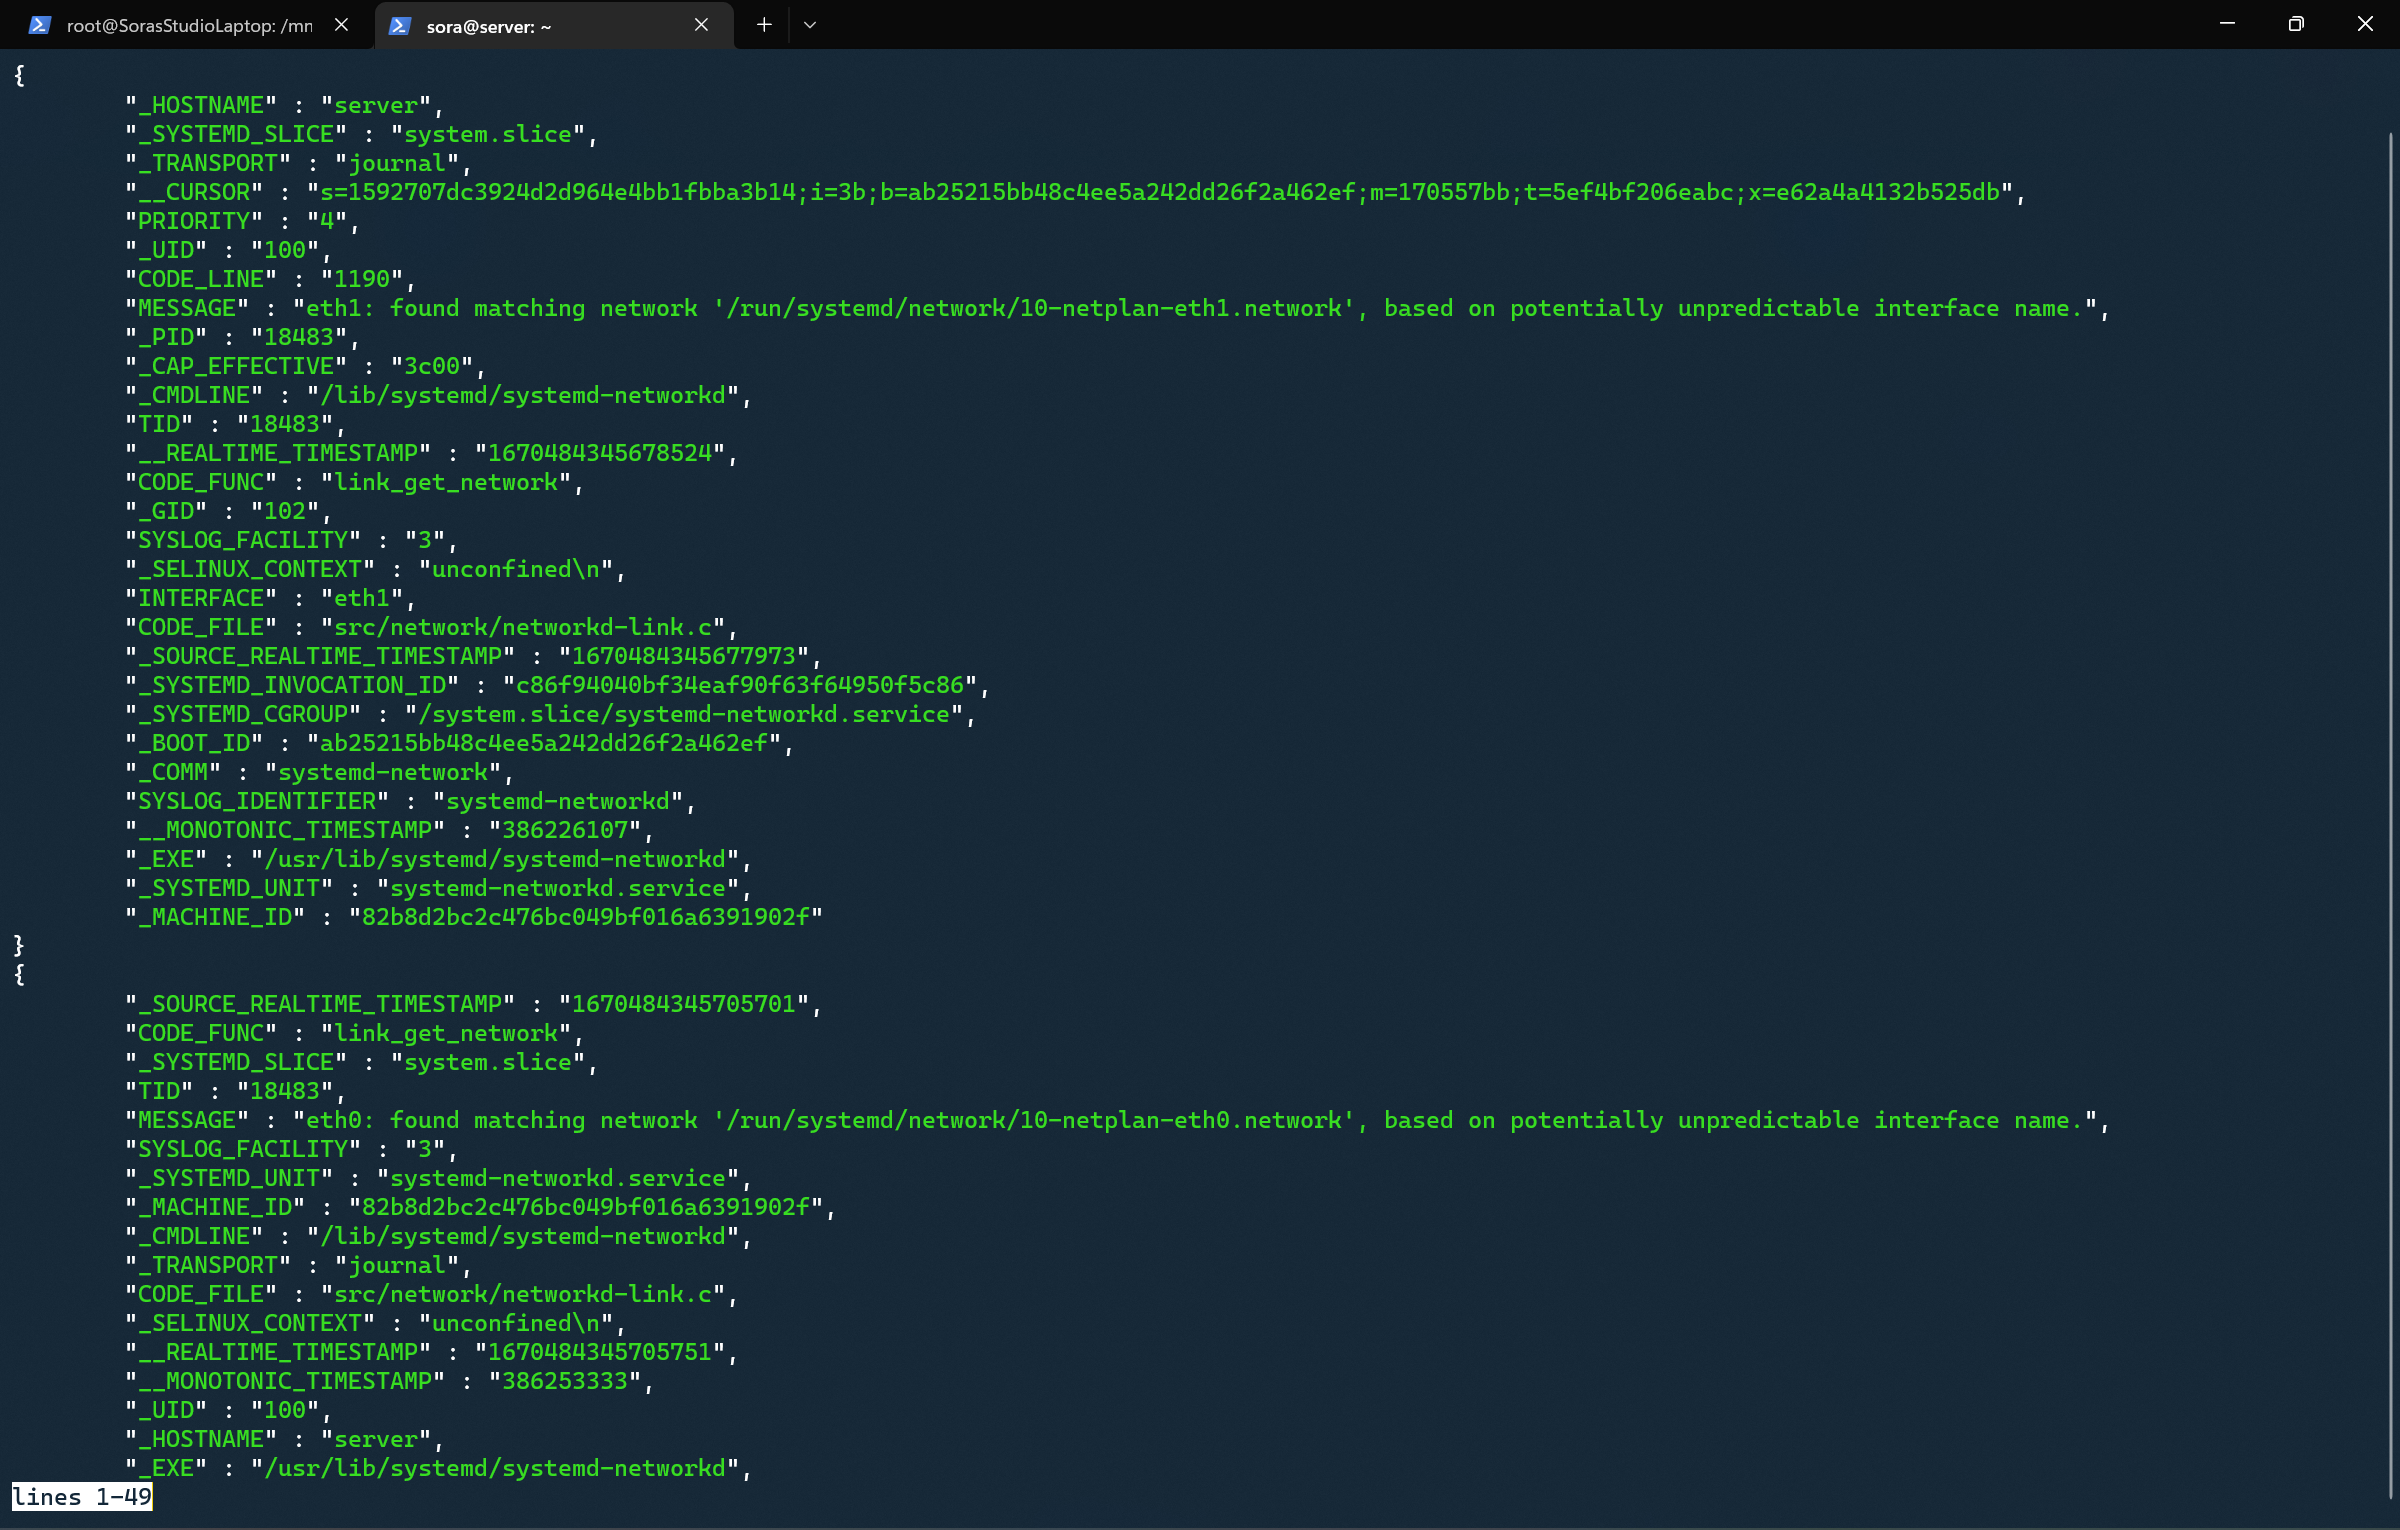 root@SorasStudioLaptop: /mn
sora@server: ~
{
"_HOSTNAME" : "server",
"_SYSTEMD_SLICE" : "system.slice",
"_TRANSPORT" : "journal",
"__CURSOR" : "s=1592707dc3924d2d964e4bb1fbba3b14;i=3b;b=ab25215bb48c4ee5a242dd26f2a462ef;m=170557bb;t=5ef4bf206eabc;x=e62a4a4132b525db",
"PRIORITY" : "4",
"_UID" : "100",
"CODE_LINE" : "1190",
"MESSAGE" : "eth1: found matching network '/run/systemd/network/10-netplan-eth1.network', based on potentially unpredictable interface name.",
"_PID" : "18483",
"_CAP_EFFECTIVE" : "3c00",
"_CMDLINE" : "/lib/systemd/systemd-networkd",
"TID" : "18483",
"__REALTIME_TIMESTAMP" : "1670484345678524",
"CODE_FUNC" : "link_get_network",
"_GID" : "102",
"SYSLOG_FACILITY" : "3",
"_SELINUX_CONTEXT" : "unconfined\n",
"INTERFACE" : "eth1",
"CODE_FILE" : "src/network/networkd-link.c",
"_SOURCE_REALTIME_TIMESTAMP" : "1670484345677973",
"_SYSTEMD_INVOCATION_ID" : "c86f94040bf34eaf90f63f64950f5c86",
"_SYSTEMD_CGROUP" : "/system.slice/systemd-networkd.service",
"_BOOT_ID" : "ab25215bb48c4ee5a242dd26f2a462ef",
"_COMM" : "systemd-network",
"SYSLOG_IDENTIFIER" : "systemd-networkd",
"__MONOTONIC_TIMESTAMP" : "386226107",
"_EXE" : "/usr/lib/systemd/systemd-networkd",
"_SYSTEMD_UNIT" : "systemd-networkd.service",
"_MACHINE_ID" : "82b8d2bc2c476bc049bf016a6391902f"
}
{
"_SOURCE_REALTIME_TIMESTAMP" : "1670484345705701",
"CODE_FUNC" : "link_get_network",
"_SYSTEMD_SLICE" : "system.slice",
"TID" : "18483",
"MESSAGE" : "eth0: found matching network '/run/systemd/network/10-netplan-eth0.network', based on potentially unpredictable interface name.",
"SYSLOG_FACILITY" : "3",
"_SYSTEMD_UNIT" : "systemd-networkd.service",
"_MACHINE_ID" : "82b8d2bc2c476bc049bf016a6391902f",
"_CMDLINE" : "/lib/systemd/systemd-networkd",
"_TRANSPORT" : "journal",
"CODE_FILE" : "src/network/networkd-link.c",
"_SELINUX_CONTEXT" : "unconfined\n",
"__REALTIME_TIMESTAMP" : "1670484345705751",
"__MONOTONIC_TIMESTAMP" : "386253333",
"_UID" : "100",
"_HOSTNAME" : "server",
"_EXE" : "/usr/lib/systemd/systemd-networkd",
lines 1-49